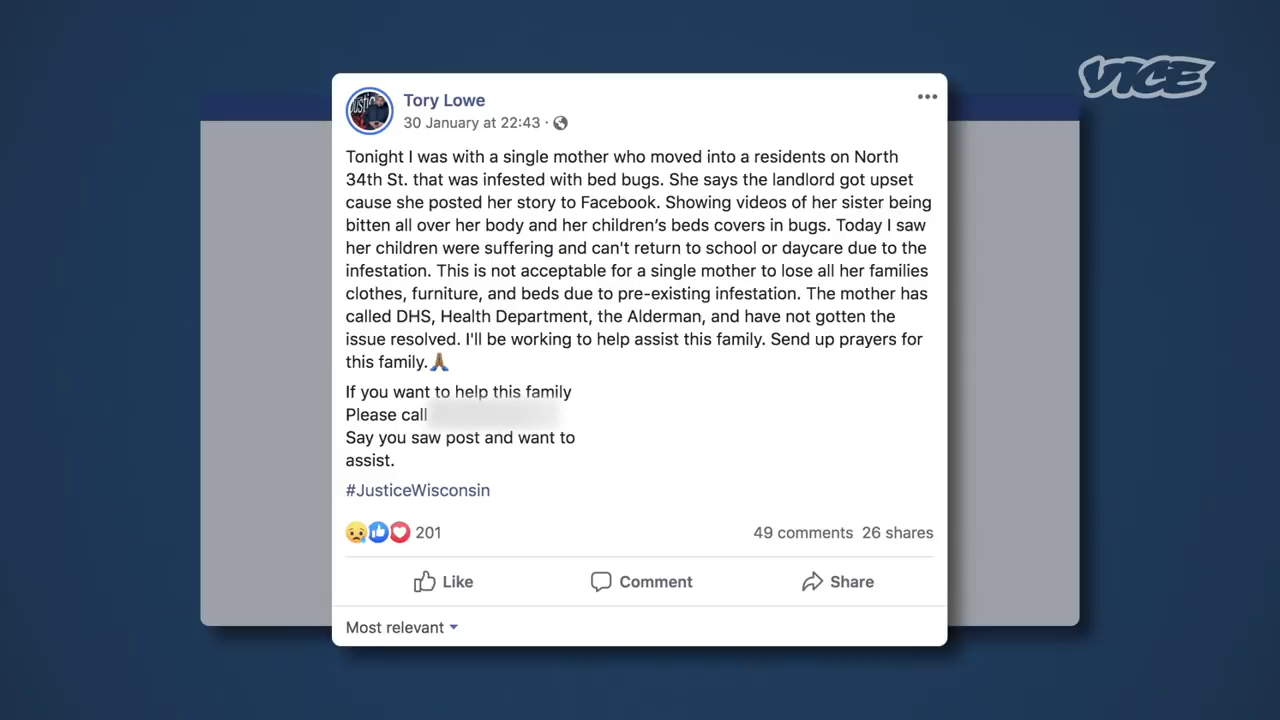 VICE
Tory Lowe
30 January at 22:43 ·
Tonight I was with a single mother who moved into a residents on North
34th St. that was infested with bed bugs. She says the landlord got upset
cause she posted her story to Facebook. Showing videos of her sister being
bitten all over her body and her children’s beds covers in bugs. Today I saw
her children were suffering and can't return to school or daycare due to the
infestation. This is not acceptable for a single mother to lose all her families
clothes, furniture, and beds due to pre-existing infestation. The mother has
called DHS, Health Department, the Alderman, and have not gotten the
issue resolved. I'll be working to help assist this family. Send up prayers for
this family.🙏🏾
If you want to help this family
Please call
Say you saw post and want to
assist.
#JusticeWisconsin
201
49 comments 26 shares
Like Comment Share
Most relevant